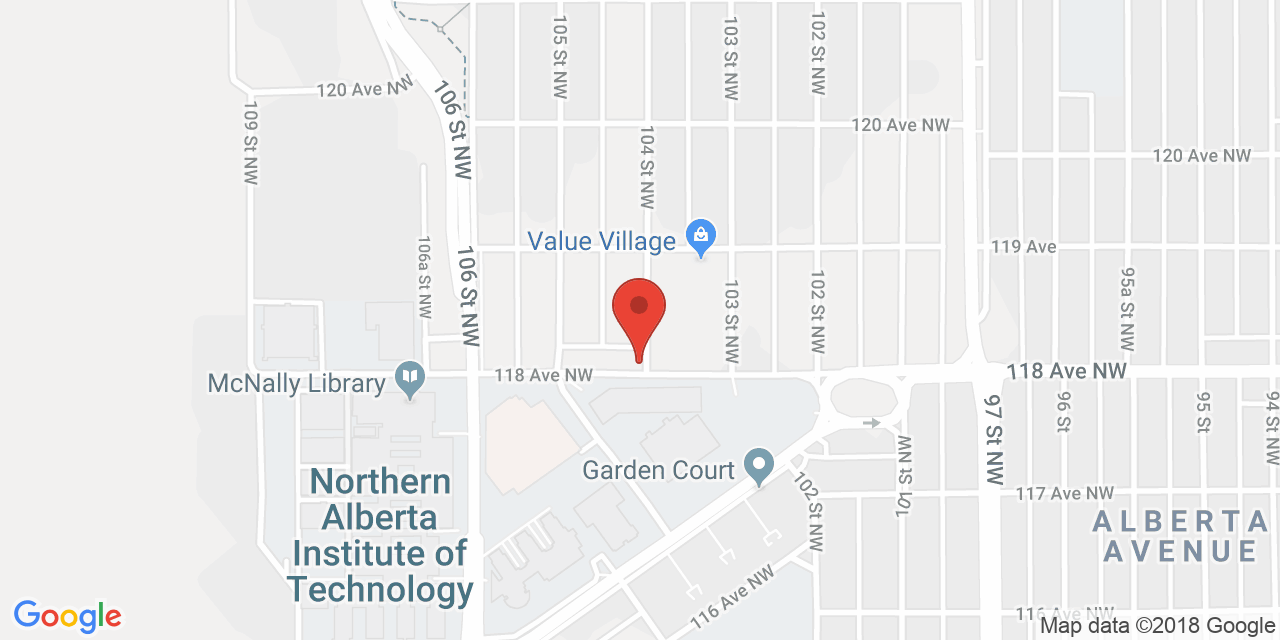 105 St NW
103 St NW
102 St NW
120 Ave NW
106 St NW
109 St NW
120 Ave NW
104 St NW
120 Ave NW
Value Village
119 Ave
106a St NW
106 St NW
103 St NW
102 St NW
95a St NW
118 Ave NW
118 Ave NW
McNally Library
97 St NW
96 St
95 St
94 St NW
Garden Court
101 St NW
102 St NW
117 Ave NW
Northern
Alberta
Institute of
Technology
ALBERTA
AVENUE
116 Ave NW
116 Ave NW
Google
Map data ©2018 Google